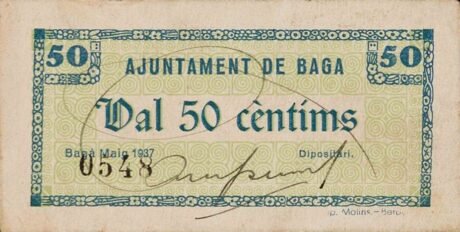 50 50
AJUNTAMENT DE BAGA
Val 50 cèntims
Bagà Maig 1937 Dipositari.
0548